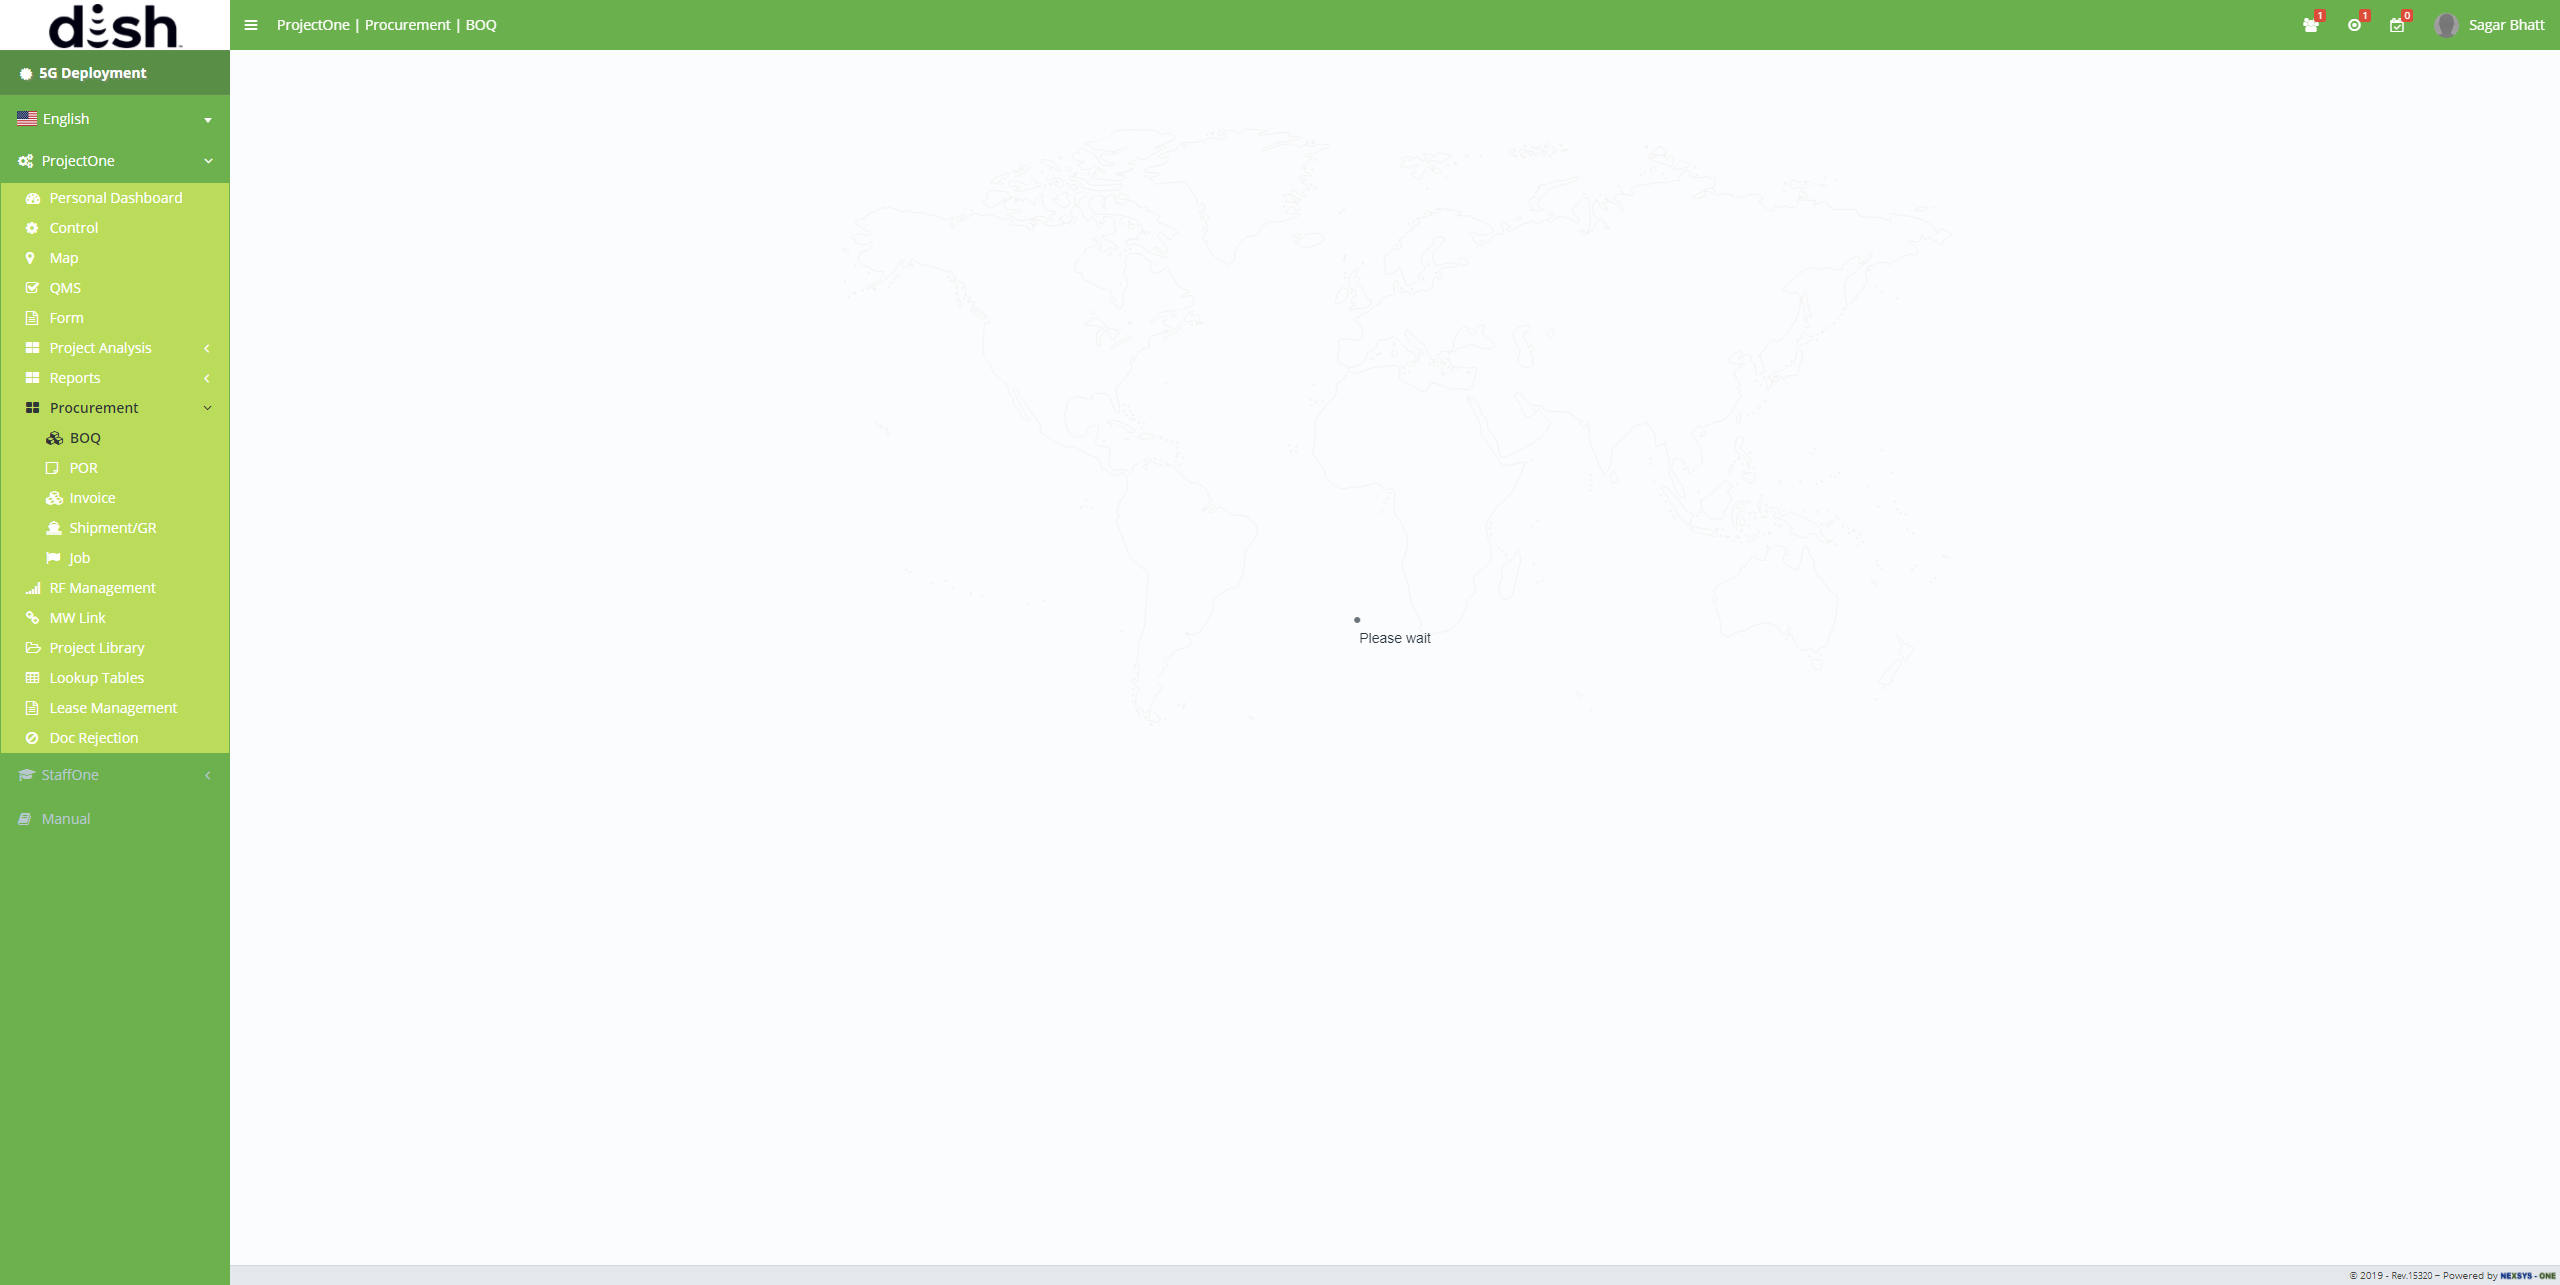 dish
ProjectOne | Procurement | BOQ
1
1
0
Sagar Bhatt
5G Deployment
English
ProjectOne
Personal Dashboard
Control
Map
QMS
Form
Project Analysis
Reports
Procurement
BOQ
POR
Invoice
Shipment/GR
Job
RF Management
MW Link
Project Library
Lookup Tables
Lease Management
Doc Rejection
StaffOne
Manual
Please wait
© 2019 - Rev.15320 – Powered by NEXSYS - ONE